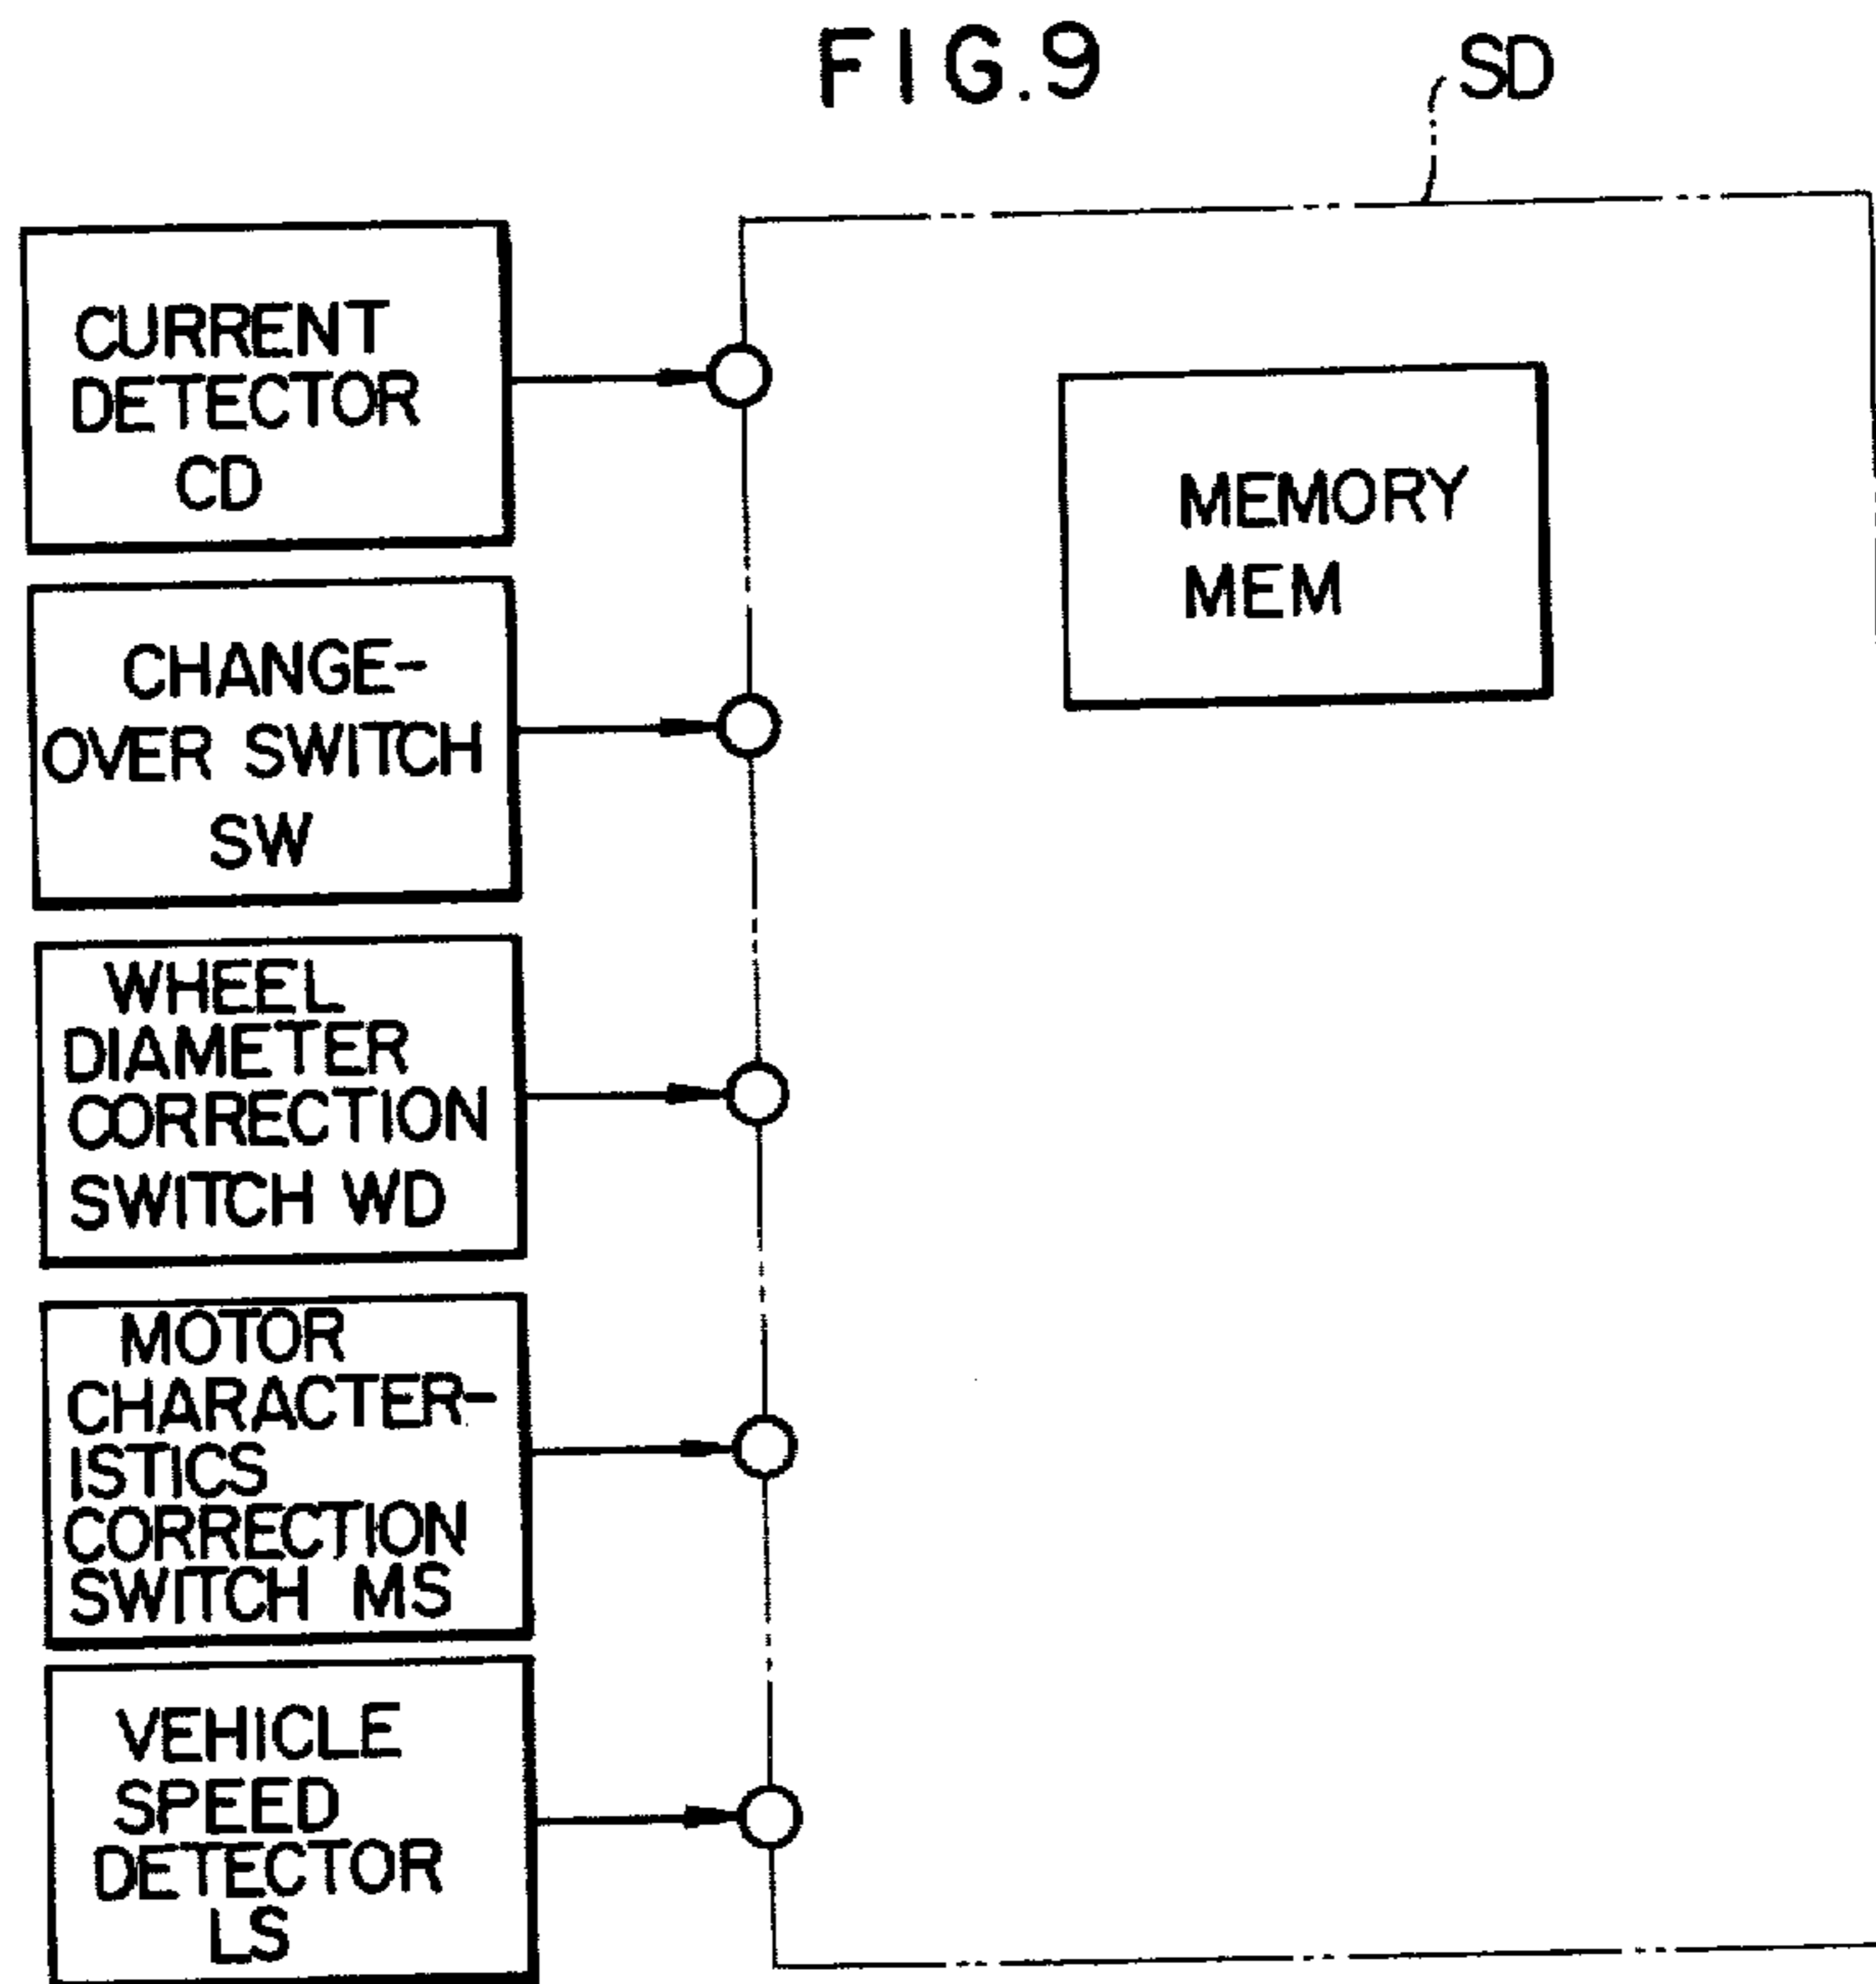 FIG.9
SD
CURRENT
DETECTOR
CD
MEMORY
MEM
CHANGE-
OVER SWITCH
SW
WHEEL
DIAMETER
CORRECTION
SWITCH WD
MOTOR
CHARACTER-
ISTICS
CORRECTION
SWITCH MS
VEHICLE
SPEED
DETECTOR
LS